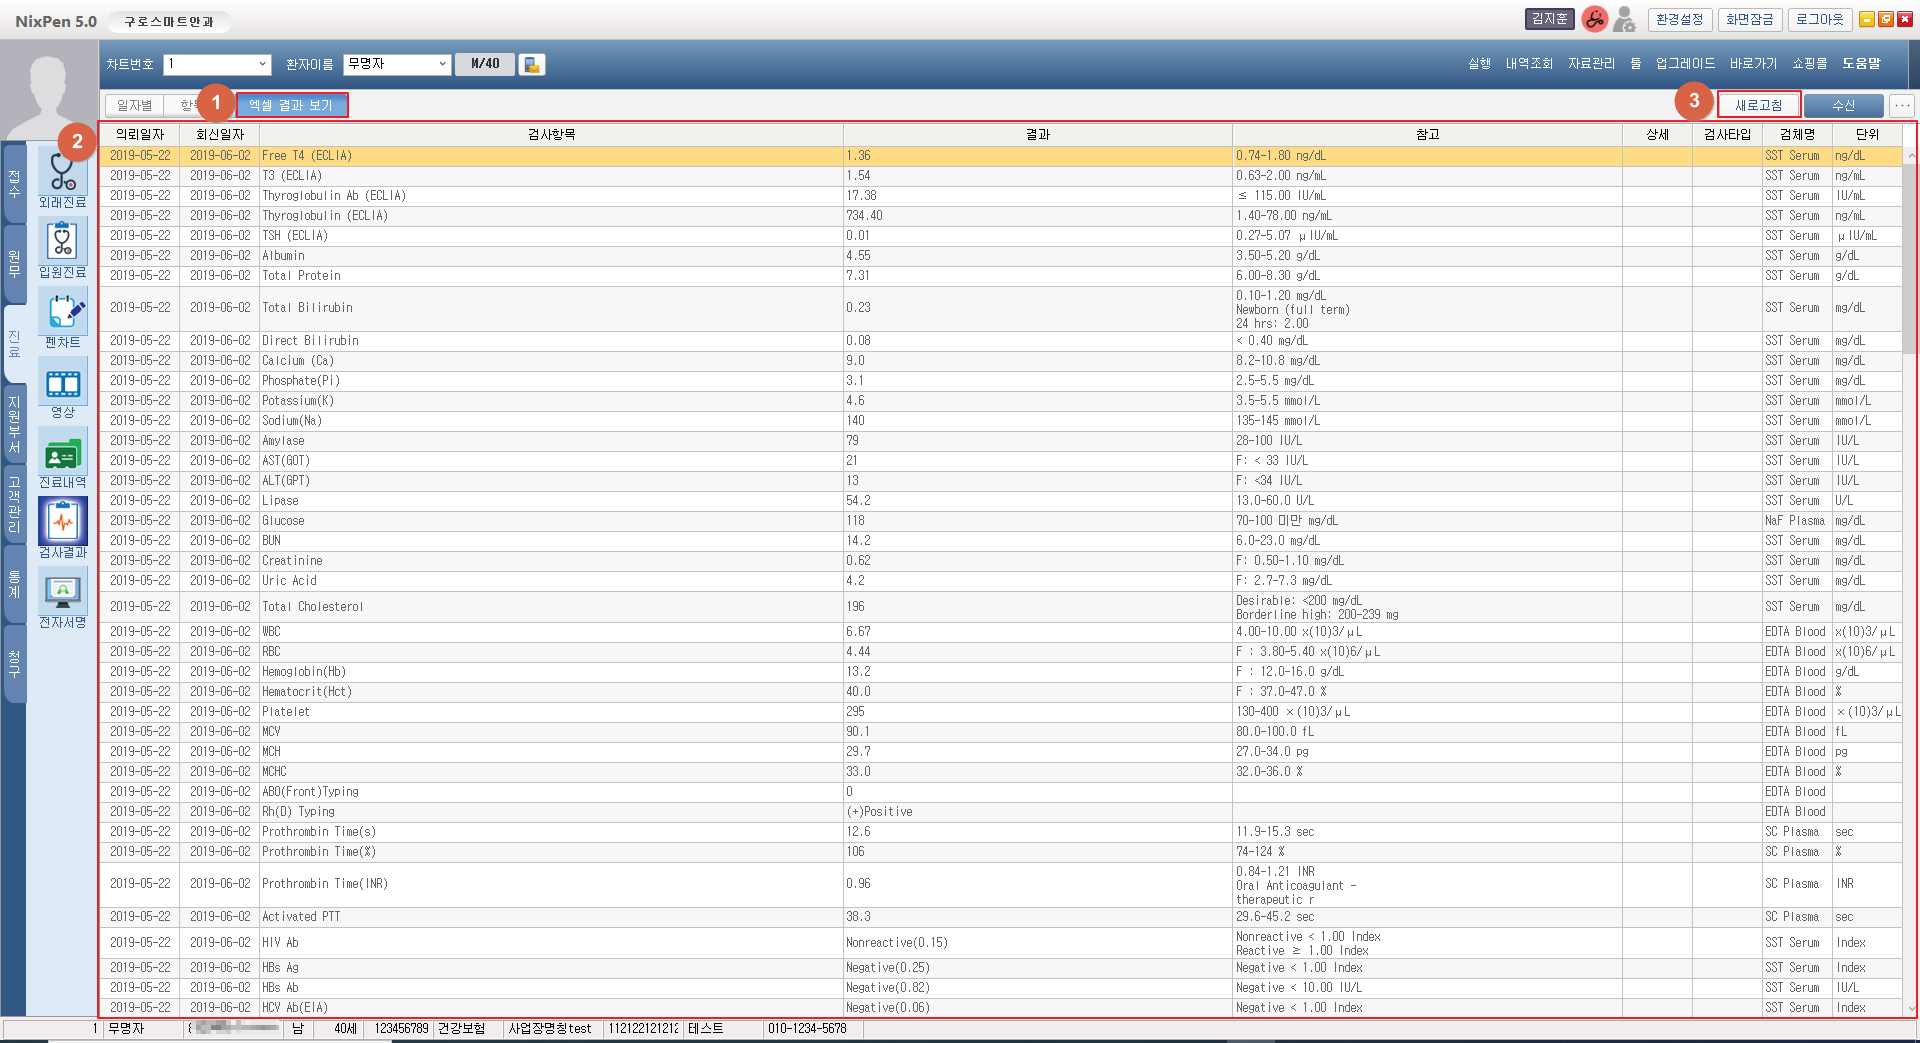 NixPen 5.0 구로스마트안과 김지훈 환경설정 화면잠금 로그아웃
차트번호 1 환자이름 무명자 M/40 실행 내역조회 자료관리 툴 업그레이드 바로가기 쇼핑몰 도움말
일자별 1 엑셀 결과 보기 3 새로고침 수신 ...
2
접수
원무
진료
지원부서
고객관리
통계
청구
외래진료
입원진료
펜차트
영상
진료내역
검사결과
전자서명
의뢰일자 회신일자 검사항목 결과 참고 상세 검사타입 검체명 단위
2019-05-22 2019-06-02 Free T4 (ECLIA) 1.36 0.74-1.80 ng/dL SST Serum ng/dL
2019-05-22 2019-06-02 T3 (ECLIA) 1.54 0.63-2.00 ng/mL SST Serum ng/mL
2019-05-22 2019-06-02 Thyroglobulin Ab (ECLIA) 17.38 ≤ 115.00 IU/mL SST Serum IU/mL
2019-05-22 2019-06-02 Thyroglobulin (ECLIA) 734.40 1.40-78.00 ng/mL SST Serum ng/mL
2019-05-22 2019-06-02 TSH (ECLIA) 0.01 0.27-5.07 μIU/mL SST Serum μIU/mL
2019-05-22 2019-06-02 Albumin 4.55 3.50-5.20 g/dL SST Serum g/dL
2019-05-22 2019-06-02 Total Protein 7.31 6.00-8.30 g/dL SST Serum g/dL
2019-05-22 2019-06-02 Total Bilirubin 0.23 0.10-1.20 mg/dL SST Serum mg/dL
Newborn (full term)
24 hrs: 2.00
2019-05-22 2019-06-02 Direct Bilirubin 0.08 < 0.40 mg/dL SST Serum mg/dL
2019-05-22 2019-06-02 Calcium (Ca) 9.0 8.2-10.8 mg/dL SST Serum mg/dL
2019-05-22 2019-06-02 Phosphate(Pi) 3.1 2.5-5.5 mg/dL SST Serum mg/dL
2019-05-22 2019-06-02 Potassium(K) 4.6 3.5-5.5 mmol/L SST Serum mmol/L
2019-05-22 2019-06-02 Sodium(Na) 140 135-145 mmol/L SST Serum mmol/L
2019-05-22 2019-06-02 Amylase 79 28-100 IU/L SST Serum IU/L
2019-05-22 2019-06-02 AST(GOT) 21 F: < 33 IU/L SST Serum IU/L
2019-05-22 2019-06-02 ALT(GPT) 13 F: <34 IU/L SST Serum IU/L
2019-05-22 2019-06-02 Lipase 54.2 13.0-60.0 U/L SST Serum U/L
2019-05-22 2019-06-02 Glucose 118 70-100 미만 mg/dL NaF Plasma mg/dL
2019-05-22 2019-06-02 BUN 14.2 6.0-23.0 mg/dL SST Serum mg/dL
2019-05-22 2019-06-02 Creatinine 0.62 F: 0.50-1.10 mg/dL SST Serum mg/dL
2019-05-22 2019-06-02 Uric Acid 4.2 F: 2.7-7.3 mg/dL SST Serum mg/dL
2019-05-22 2019-06-02 Total Cholesterol 196 Desirable: <200 mg/dL SST Serum mg/dL
Borderline high: 200-239 mg
2019-05-22 2019-06-02 WBC 6.67 4.00-10.00 x(10)3/μL EDTA Blood x(10)3/μL
2019-05-22 2019-06-02 RBC 4.44 F : 3.80-5.40 x(10)6/μL EDTA Blood x(10)6/μL
2019-05-22 2019-06-02 Hemoglobin(Hb) 13.2 F : 12.0-16.0 g/dL EDTA Blood g/dL
2019-05-22 2019-06-02 Hematocrit(Hct) 40.0 F : 37.0-47.0 % EDTA Blood %
2019-05-22 2019-06-02 Platelet 295 130-400 ×(10)3/μL EDTA Blood ×(10)3/μL
2019-05-22 2019-06-02 MCV 90.1 80.0-100.0 fL EDTA Blood fL
2019-05-22 2019-06-02 MCH 29.7 27.0-34.0 pg EDTA Blood pg
2019-05-22 2019-06-02 MCHC 33.0 32.0-36.0 % EDTA Blood %
2019-05-22 2019-06-02 ABO(Front)Typing O EDTA Blood
2019-05-22 2019-06-02 Rh(D) Typing (+)Positive EDTA Blood
2019-05-22 2019-06-02 Prothrombin Time(s) 12.6 11.9-15.3 sec SC Plasma sec
2019-05-22 2019-06-02 Prothrombin Time(%) 106 74-124 % SC Plasma %
2019-05-22 2019-06-02 Prothrombin Time(INR) 0.96 0.84-1.21 INR SC Plasma INR
Oral Anticoagulant -
therapeutic r
2019-05-22 2019-06-02 Activated PTT 38.3 29.6-45.2 sec SC Plasma sec
2019-05-22 2019-06-02 HIV Ab Nonreactive(0.15) Nonreactive < 1.00 Index SST Serum Index
Reactive ≥ 1.00 Index
2019-05-22 2019-06-02 HBs Ag Negative(0.25) Negative < 1.00 Index SST Serum Index
2019-05-22 2019-06-02 HBs Ab Negative(0.82) Negative < 10.00 IU/L SST Serum IU/L
2019-05-22 2019-06-02 HCV Ab(EIA) Negative(0.06) Negative < 1.00 Index SST Serum Index
1 무명자 남 40세 123456789 건강보험 사업장명칭test 112122121212 테스트 010-1234-5678